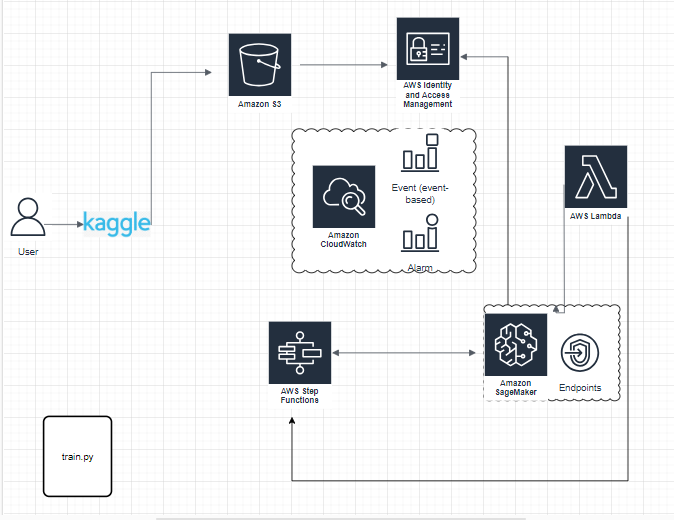 Amazon S3
AWS Identity
and Access
Management
Event (event-
based)
Amazon
CloudWatch
Alarm
AWS Lambda
User
kaggle
AWS Step
Functions
Amazon
SageMaker
Endpoints
train.py